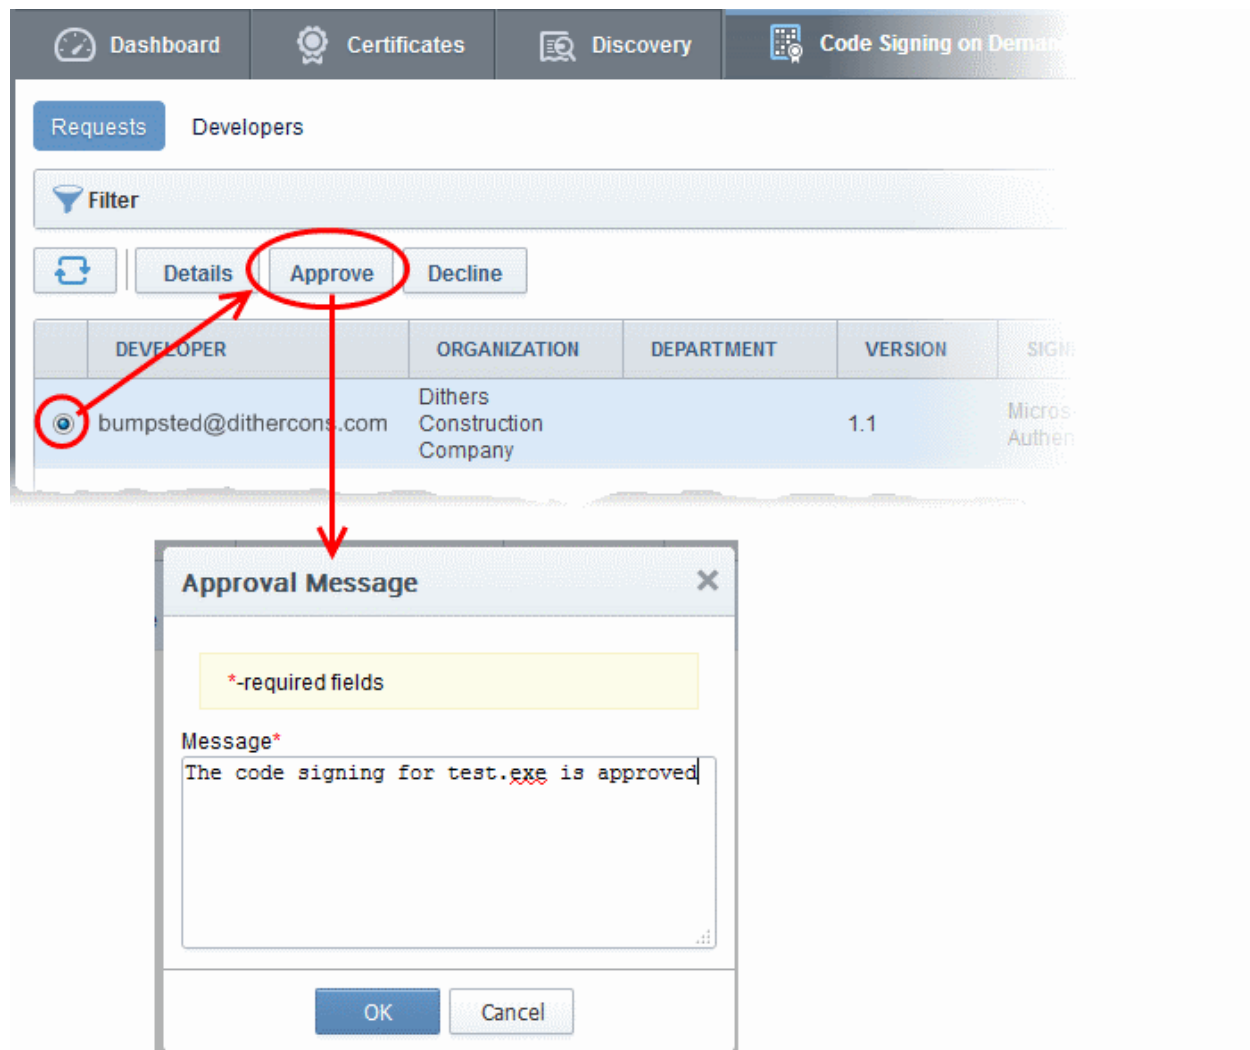 Dashboard Certificates Discovery Code Signing on Demand
Requests Developers
Filter
Details Approve Decline
DEVELOPER ORGANIZATION DEPARTMENT VERSION
bumpsted@dithercons.com Dithers Construction Company 1.1
Approval Message
*-required fields
Message*
The code signing for test.exe is approved
OK Cancel